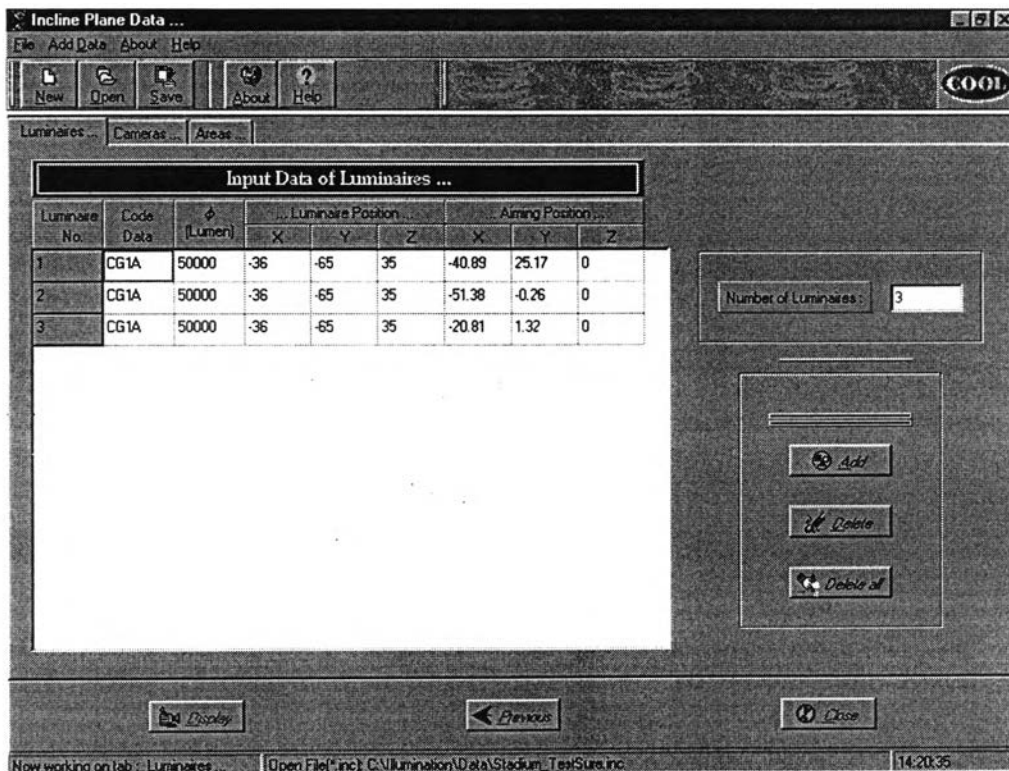 Incline Plane Data ...
File Add Data About Help
New Open Save About Help
COOL
Luminaires ... Cameras ... Areas ...
Input Data of Luminaires ...
Luminaire No. Code Data ϕ (Lumen) ... Luminaire Position ... ... Aiming Position ...
X Y Z X Y Z
1 CG1A 50000 -36 -65 35 -40.89 25.17 0
2 CG1A 50000 -36 -65 35 -51.38 -0.26 0
3 CG1A 50000 -36 -65 35 -20.81 1.32 0
Number of Luminaires : 3
Add
Delete
Delete all
Display Previous Close
Now working on tab : Luminaires ... Open File(*.inc): C:\Illumination\Data\Stadium_TestSure.inc 14:20:35